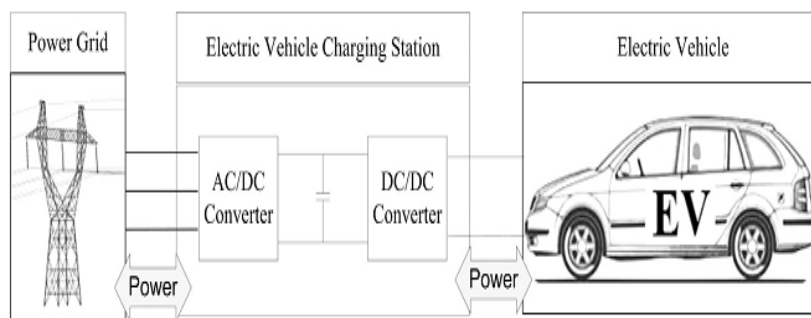 Power Grid
Electric Vehicle Charging Station
Electric Vehicle
AC/DC
Converter
DC/DC
Converter
EV
Power
Power